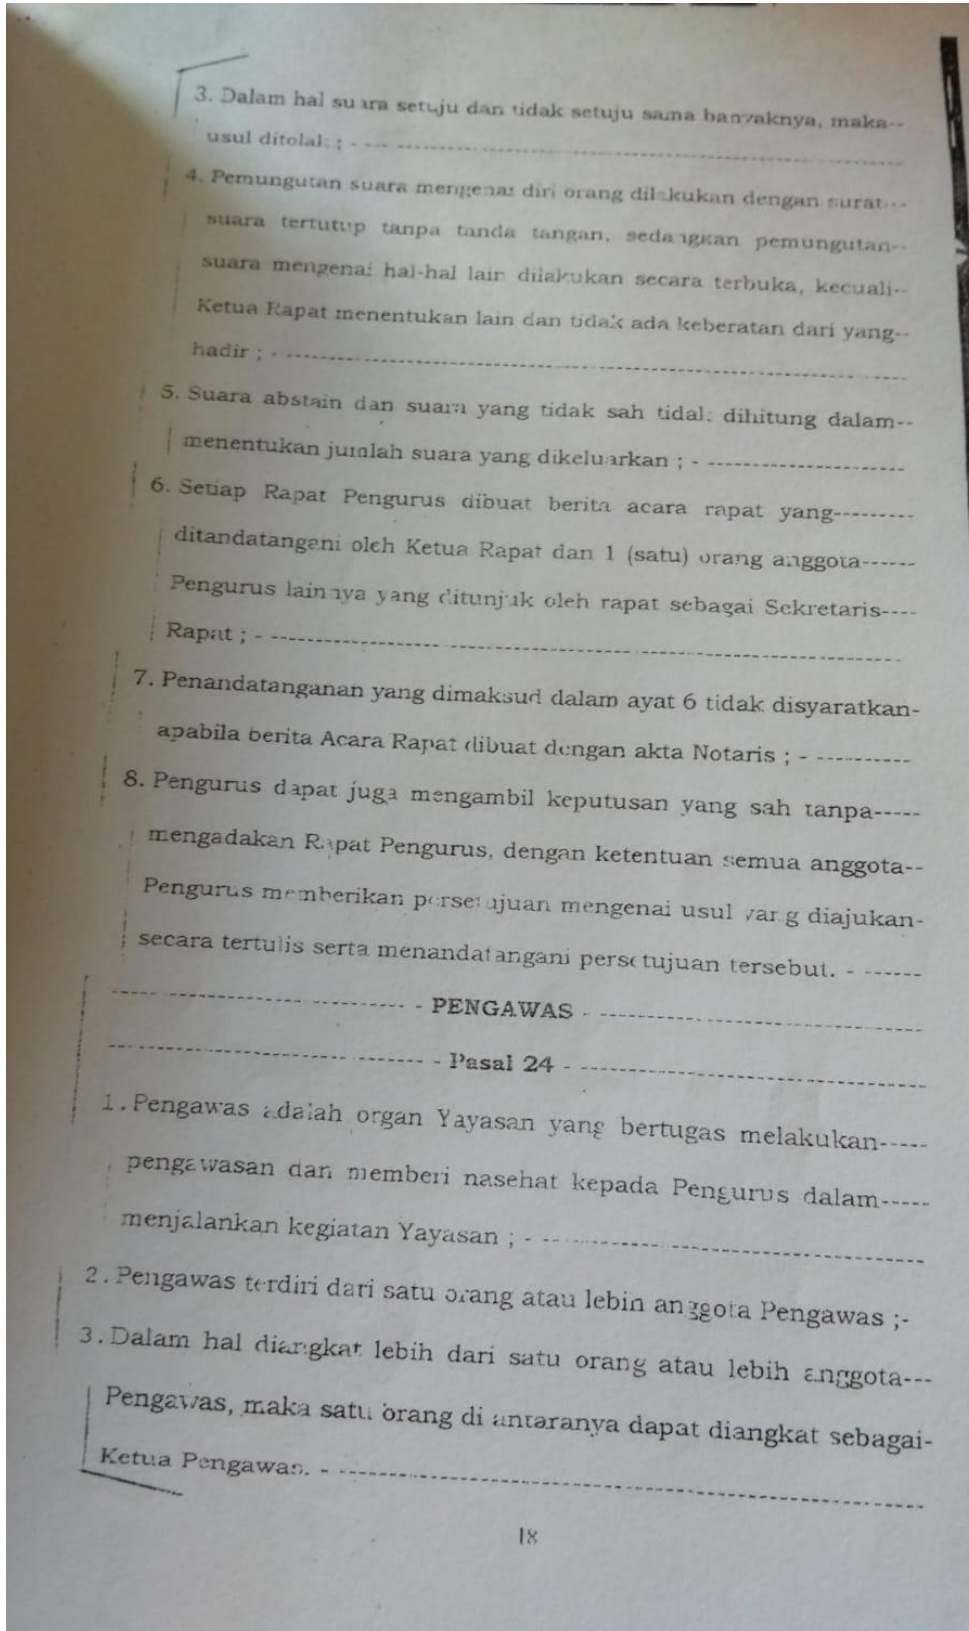 3. Dalam hal suara setuju dan tidak setuju sama banyaknya, maka--
usul ditolak ; - ----------------------------------------
4. Pemungutan suara mengenai diri orang dilakukan dengan surat---
suara tertutup tanpa tanda tangan, sedangkan pemungutan--
suara mengenai hal-hal lain dilakukan secara terbuka, kecuali--
Ketua Rapat menentukan lain dan tidak ada keberatan dari yang--
hadir ; - ----------------------------------------
5. Suara abstain dan suara yang tidak sah tidak dihitung dalam--
menentukan jumlah suara yang dikeluarkan ; - --------------------
6. Setiap Rapat Pengurus dibuat berita acara rapat yang---------
ditandatangani oleh Ketua Rapat dan 1 (satu) orang anggota------
Pengurus lainnya yang ditunjuk oleh rapat sebagai Sekretaris----
Rapat ; - ----------------------------------------
7. Penandatanganan yang dimaksud dalam ayat 6 tidak disyaratkan-
apabila berita Acara Rapat dibuat dengan akta Notaris ; - ----------
8. Pengurus dapat juga mengambil keputusan yang sah tanpa-----
mengadakan Rapat Pengurus, dengan ketentuan semua anggota--
Pengurus memberikan persetujuan mengenai usul yang diajukan-
secara tertulis serta menandatangani persetujuan tersebut. - ------
------------------------------ - PENGAWAS - ------------------------------
------------------------------ - Pasal 24 - ------------------------------
1. Pengawas adalah organ Yayasan yang bertugas melakukan-----
pengawasan dan memberi nasehat kepada Pengurus dalam-----
menjalankan kegiatan Yayasan ; - ----------------------------------------
2. Pengawas terdiri dari satu orang atau lebih anggota Pengawas ;-
3. Dalam hal diangkat lebih dari satu orang atau lebih anggota---
Pengawas, maka satu orang di antaranya dapat diangkat sebagai-
Ketua Pengawas. - ----------------------------------------
18